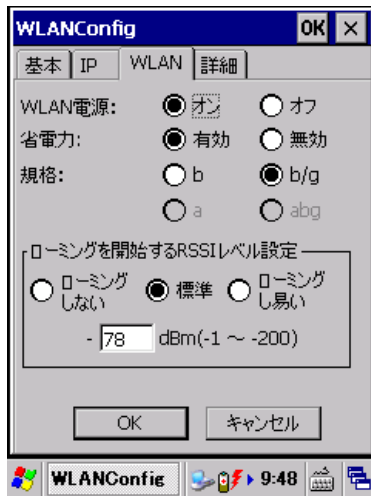 WLANConfig OK ×
基本 IP WLAN 詳細
WLAN電源: オン オフ
省電力: 有効 無効
規格: b b/g
a abg
ローミングを開始するRSSIレベル設定
ローミングしない 標準 ローミングし易い
- 78 dBm(-1 ～ -200)
OK キャンセル
WLANConfig 9:48